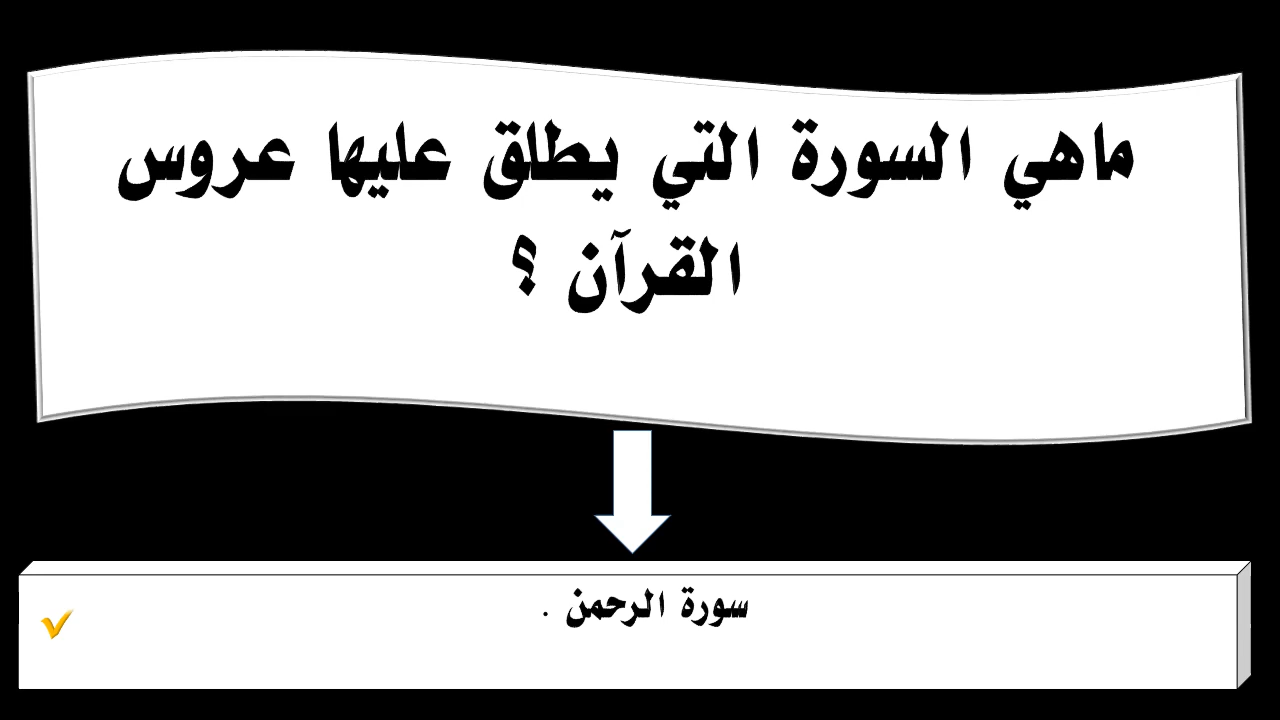 ماهي السورة التي يطلق عليها عروس
القرآن ؟
سورة الرحمن .